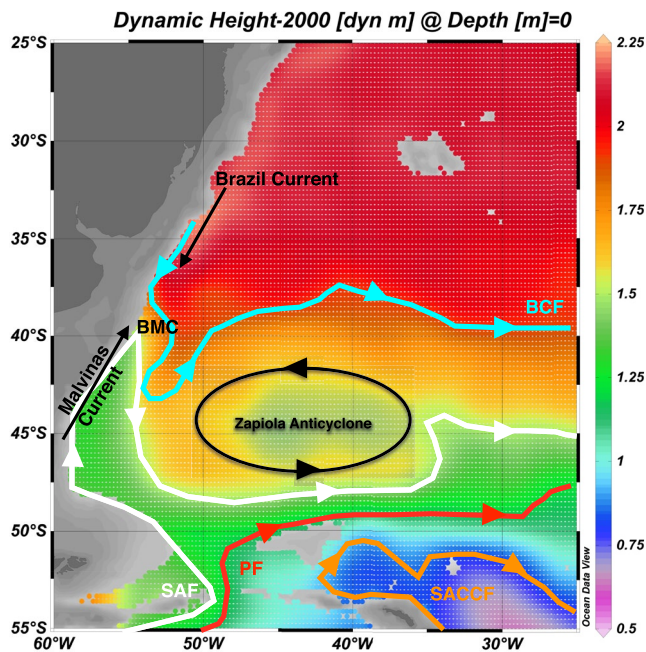 Dynamic Height-2000 [dyn m] @ Depth [m]=0
25°S
30°S
35°S
40°S
45°S
50°S
55°S
60°W
50°W
40°W
30°W
Brazil Current
BMC
BCF
Malvinas
Current
Zapiola Anticyclone
SAF
PF
SACCF
Ocean Data View
2.25
2
1.75
1.5
1.25
1
0.75
0.5